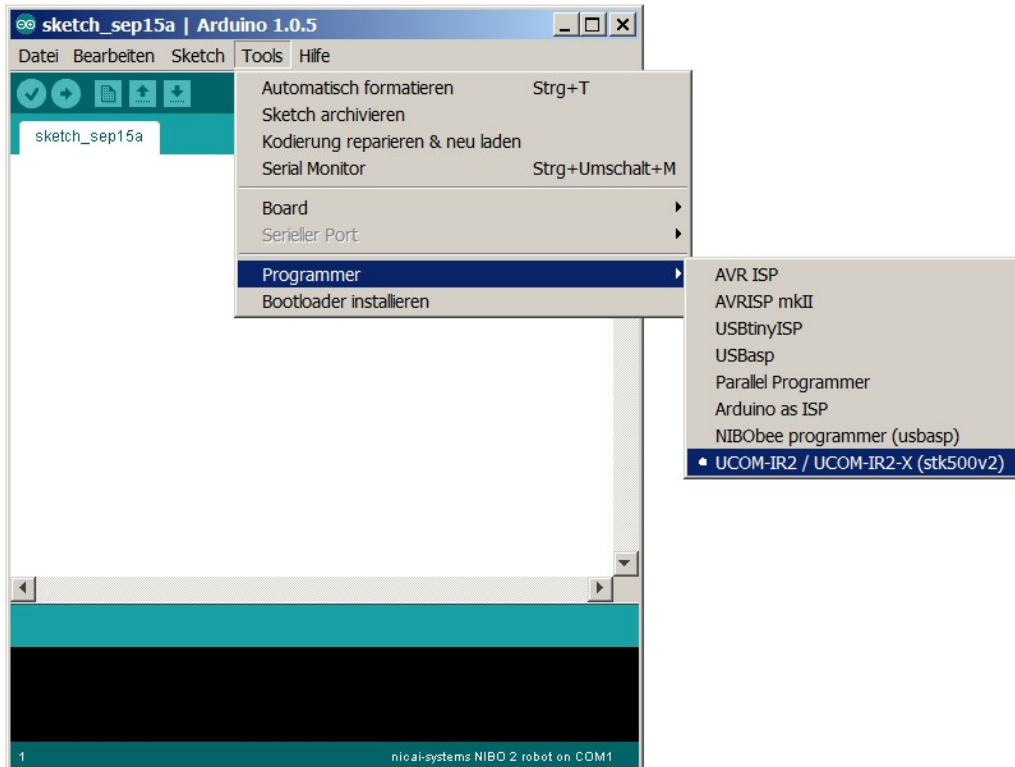 sketch_sep15a | Arduino 1.0.5
Datei Bearbeiten Sketch Tools Hilfe
sketch_sep15a
Automatisch formatieren Strg+T
Sketch archivieren
Kodierung reparieren & neu laden
Serial Monitor Strg+Umschalt+M
Board
Serieller Port
Programmer
Bootloader installieren
AVR ISP
AVRISP mkII
USBtinyISP
USBasp
Parallel Programmer
Arduino as ISP
NIBObee programmer (usbasp)
UCOM-IR2 / UCOM-IR2-X (stk500v2)
1 nicai-systems NIBO 2 robot on COM1